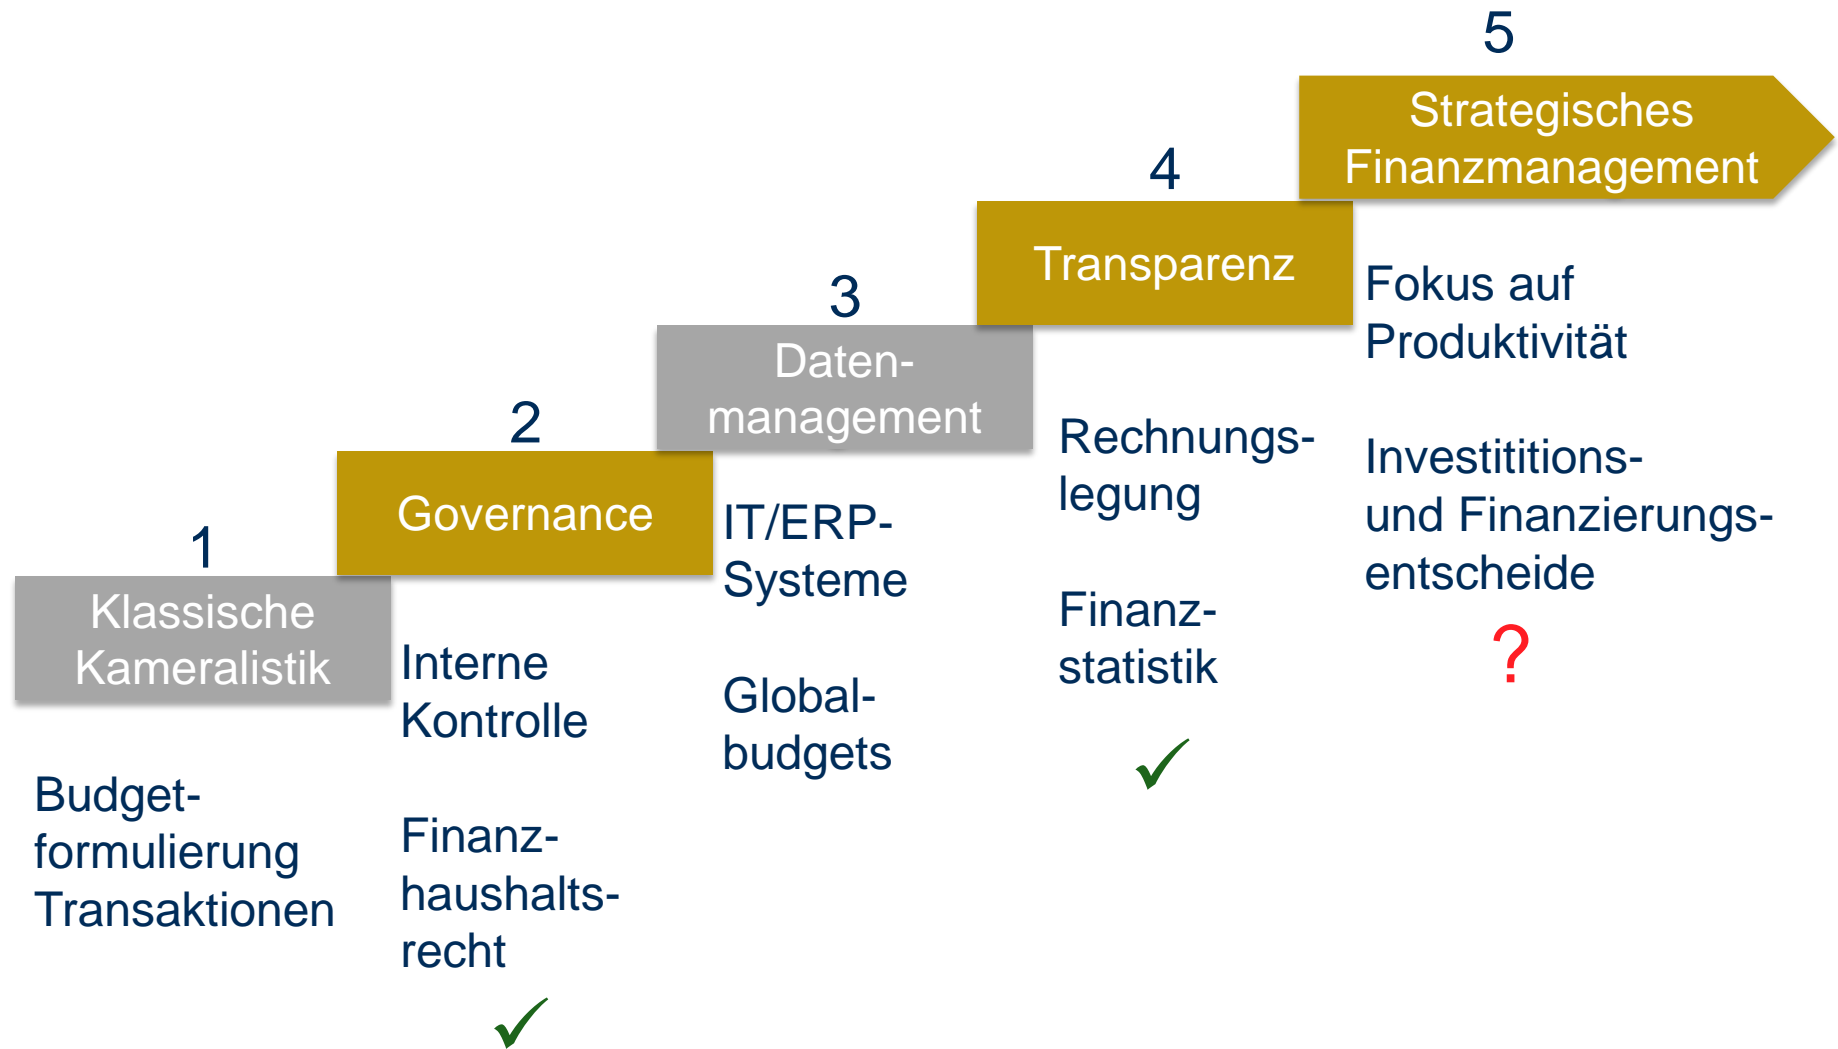 1
Klassische
Kameralistik
Budget-
formulierung
Transaktionen
2
Governance
Interne
Kontrolle
Finanz-
haushalts-
recht
✓
3
Daten-
management
IT/ERP-
Systeme
Global-
budgets
4
Transparenz
Rechnungs-
legung
Finanz-
statistik
✓
5
Strategisches
Finanzmanagement
Fokus auf
Produktivität
Investititions-
und Finanzierungs-
entscheide
?